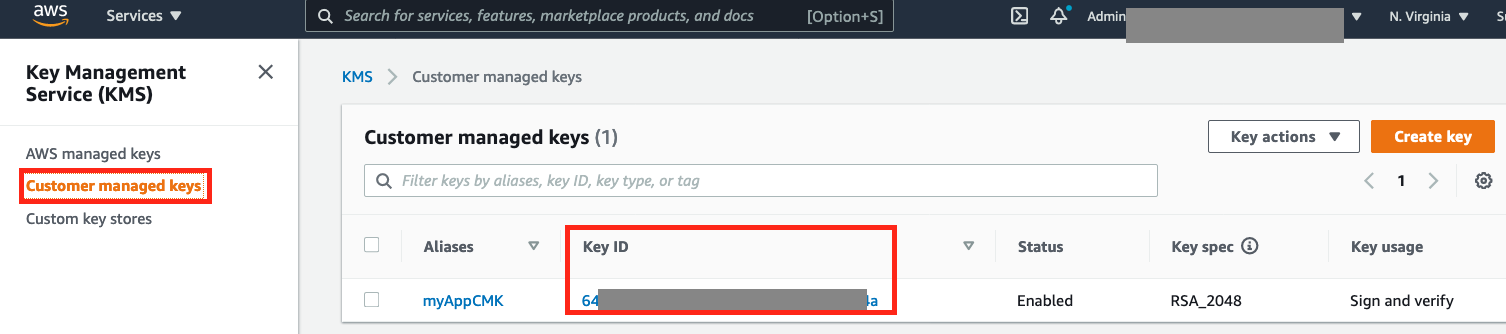 aws
Services ▼
Search for services, features, marketplace products, and docs [Option+S]
Admin
N. Virginia ▼
Key Management
Service (KMS)
AWS managed keys
Customer managed keys
Custom key stores
KMS > Customer managed keys
Customer managed keys (1)
Key actions ▼
Create key
Filter keys by aliases, key ID, key type, or tag
1
Aliases Key ID Status Key spec Key usage
myAppCMK 64 4a Enabled RSA_2048 Sign and verify